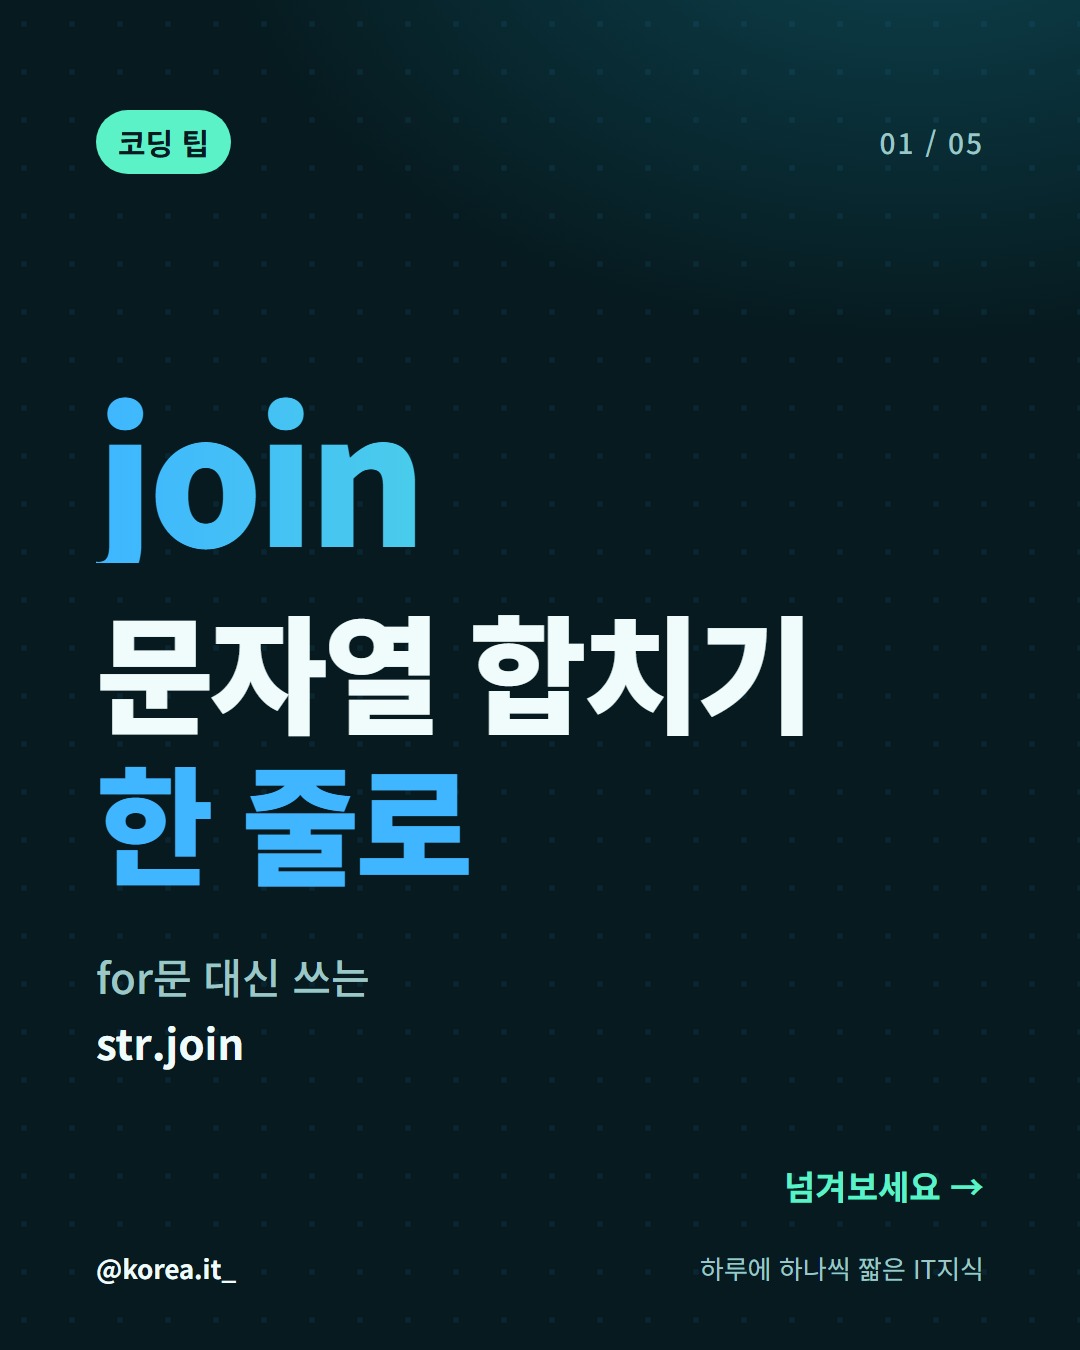 코딩 팁
01 / 05
join
문자열 합치기
한 줄로
for문 대신 쓰는
str.join
넘겨보세요 →
@korea.it_
하루에 하나씩 짧은 IT지식